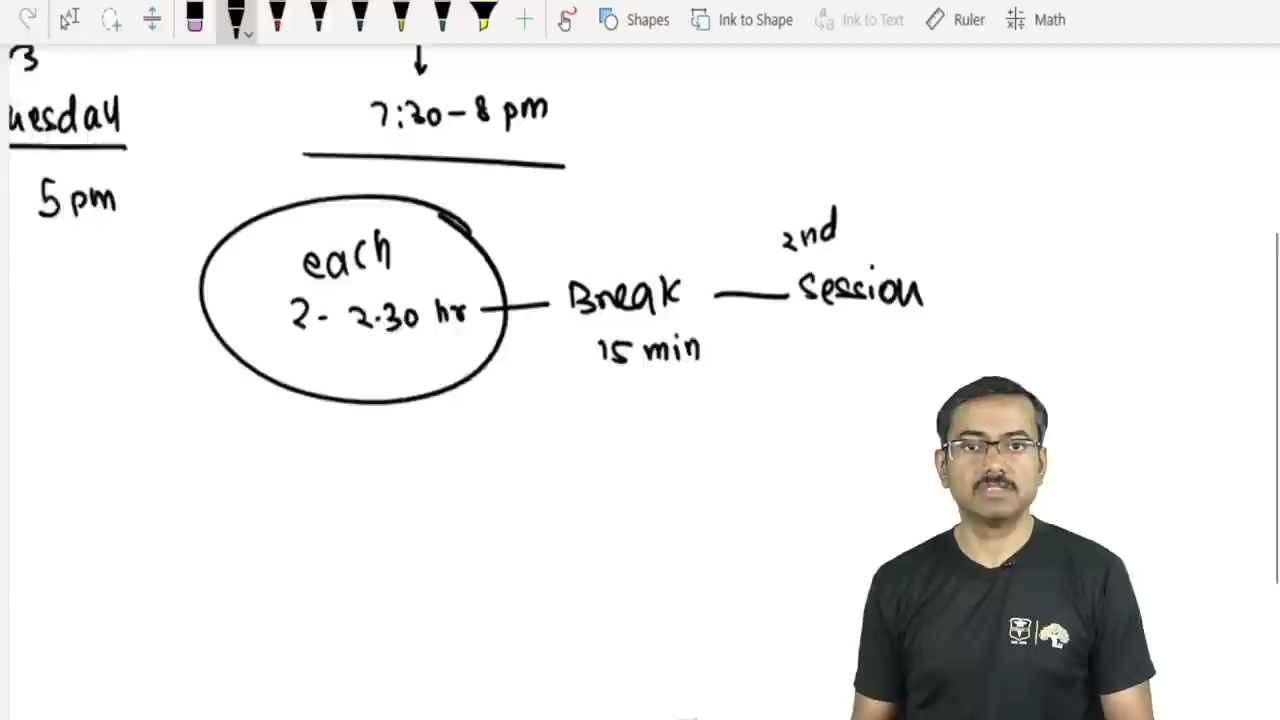 Shapes
Ink to Shape
Ink to Text
Ruler
Math
3
uesday
7:30 - 8 pm
5 pm
each
2 - 2.30 hr
Break
15 min
2nd
Session